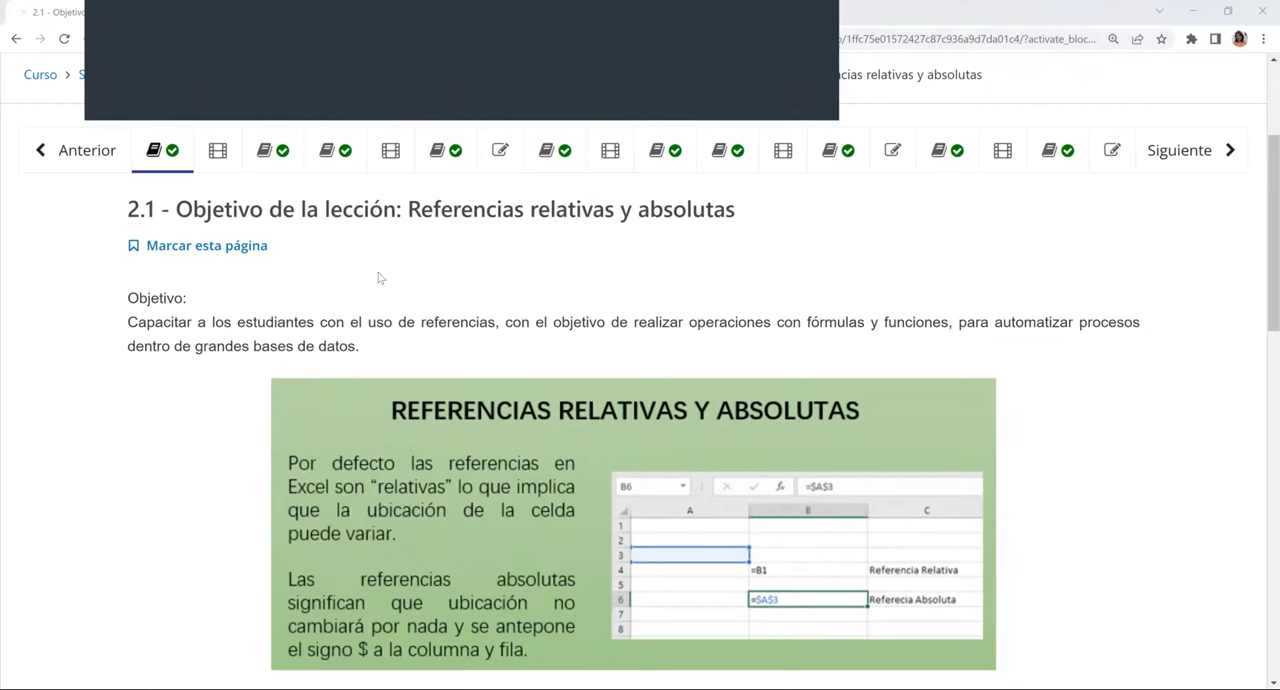 2.1 - Objetivo
/1ffc75e01572427c87c936a9d7da01c4/?activate_bloc...
Curso > S
cias relativas y absolutas
Anterior
Siguiente
2.1 - Objetivo de la lección: Referencias relativas y absolutas
Marcar esta página
Objetivo:
Capacitar a los estudiantes con el uso de referencias, con el objetivo de realizar operaciones con fórmulas y funciones, para automatizar procesos
dentro de grandes bases de datos.
REFERENCIAS RELATIVAS Y ABSOLUTAS
Por defecto las referencias en
Excel son “relativas” lo que implica
que la ubicación de la celda
puede variar.
Las referencias absolutas
significan que ubicación no
cambiará por nada y se antepone
el signo $ a la columna y fila.
B6 fx =$A$3
A B C
1
2
3
4 =B1 Referencia Relativa
5
6 =$A$3 Referecia Absoluta
7
8